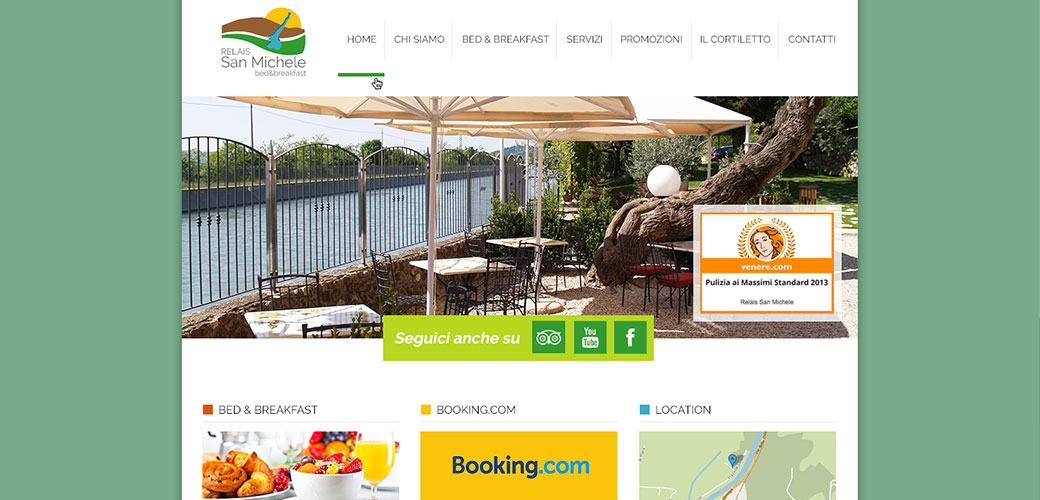 RELAIS
San Michele
bed&breakfast
HOME CHI SIAMO BED & BREAKFAST SERVIZI PROMOZIONI IL CORTILETTO CONTATTI
venere.com
Pulizia ai Massimi Standard 2013
Relais San Michele
Seguici anche su You Tube f
BED & BREAKFAST BOOKING.COM LOCATION
Booking.com